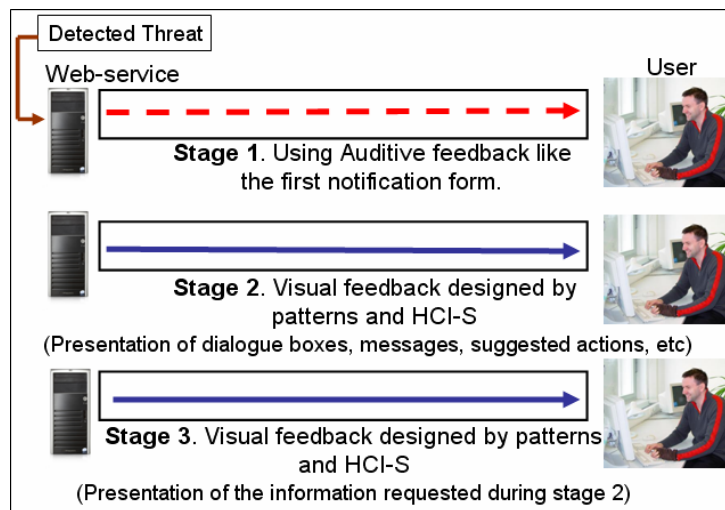 Detected Threat
Web-service
User
Stage 1. Using Auditive feedback like
the first notification form.
Stage 2. Visual feedback designed by
patterns and HCI-S
(Presentation of dialogue boxes, messages, suggested actions, etc)
Stage 3. Visual feedback designed by patterns
and HCI-S
(Presentation of the information requested during stage 2)